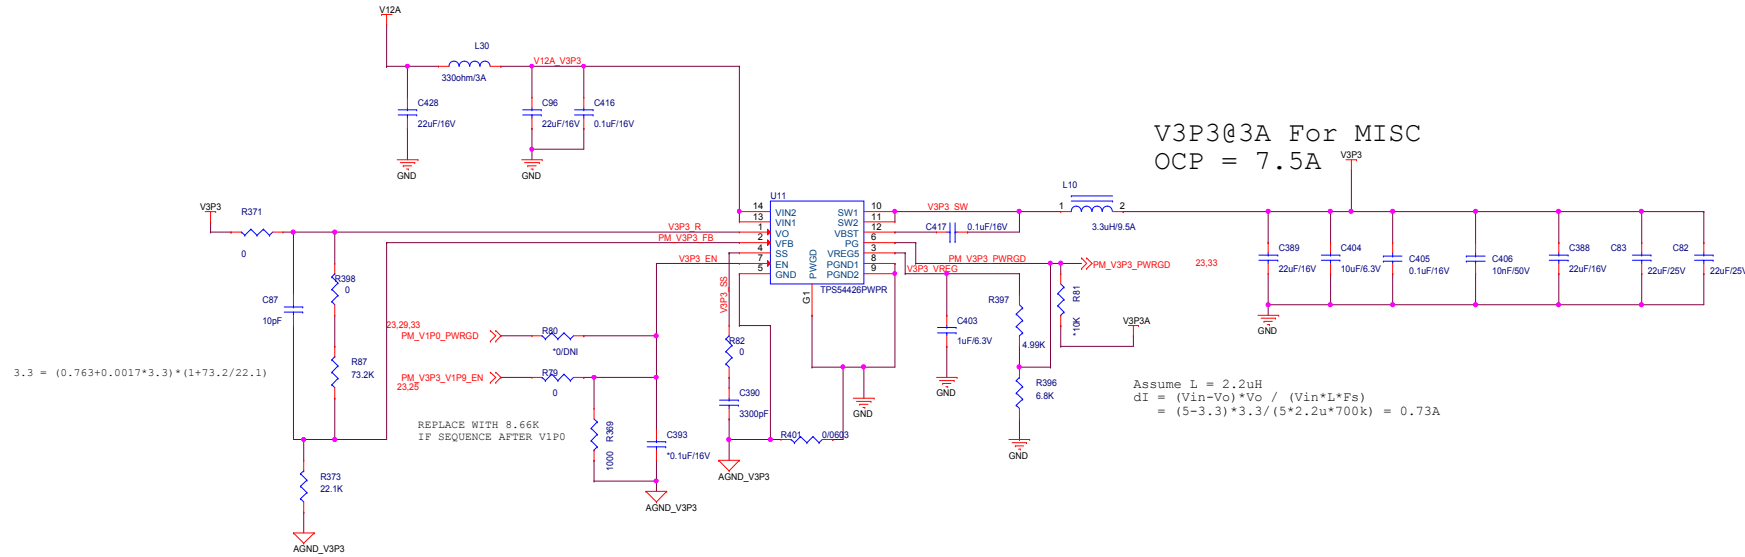 V12A
L30
330ohm/3A
V12A_V3P3
C428
22uF/16V
C96
22uF/16V
C416
0.1uF/16V
GND
GND
V3P3@3A For MISC
OCP = 7.5A
V3P3
V3P3
R371
0
V3P3_R
PM_V3P3_FB
V3P3_EN
V3P3_SS
U11
14
13
1
2
4
7
5
VIN2
VIN1
VO
VFB
SS
EN
GND
PWGD
G1
SW1
SW2
VBST
PG
VREG5
PGND1
PGND2
10
11
12
6
3
8
9
TPS54426PWPR
V3P3_SW
C417
0.1uF/16V
PM_V3P3_PWRGD
V3P3_VREG
L10
1
2
3.3uH/9.5A
PM_V3P3_PWRGD
23,33
C389
22uF/16V
C404
10uF/6.3V
C405
0.1uF/16V
C406
10nF/50V
C388
22uF/16V
C83
22uF/25V
C82
22uF/25V
GND
R398
0
C87
10pF
R87
73.2K
3.3 = (0.763+0.0017*3.3)*(1+73.2/22.1)
R373
22.1K
AGND_V3P3
23,29,33
PM_V1P0_PWRGD
R80
*0/DNI
PM_V3P3_V1P9_EN
23,25
R79
0
REPLACE WITH 8.66K
IF SEQUENCE AFTER V1P0
R369
1000
C393
*0.1uF/16V
AGND_V3P3
R82
0
C390
3300pF
AGND_V3P3
R401
0/0603
GND
C403
1uF/6.3V
GND
R397
4.99K
R396
6.8K
GND
R81
*10K
V3P3A
Assume L = 2.2uH
dI = (Vin-Vo)*Vo / (Vin*L*Fs)
= (5-3.3)*3.3/(5*2.2u*700k) = 0.73A